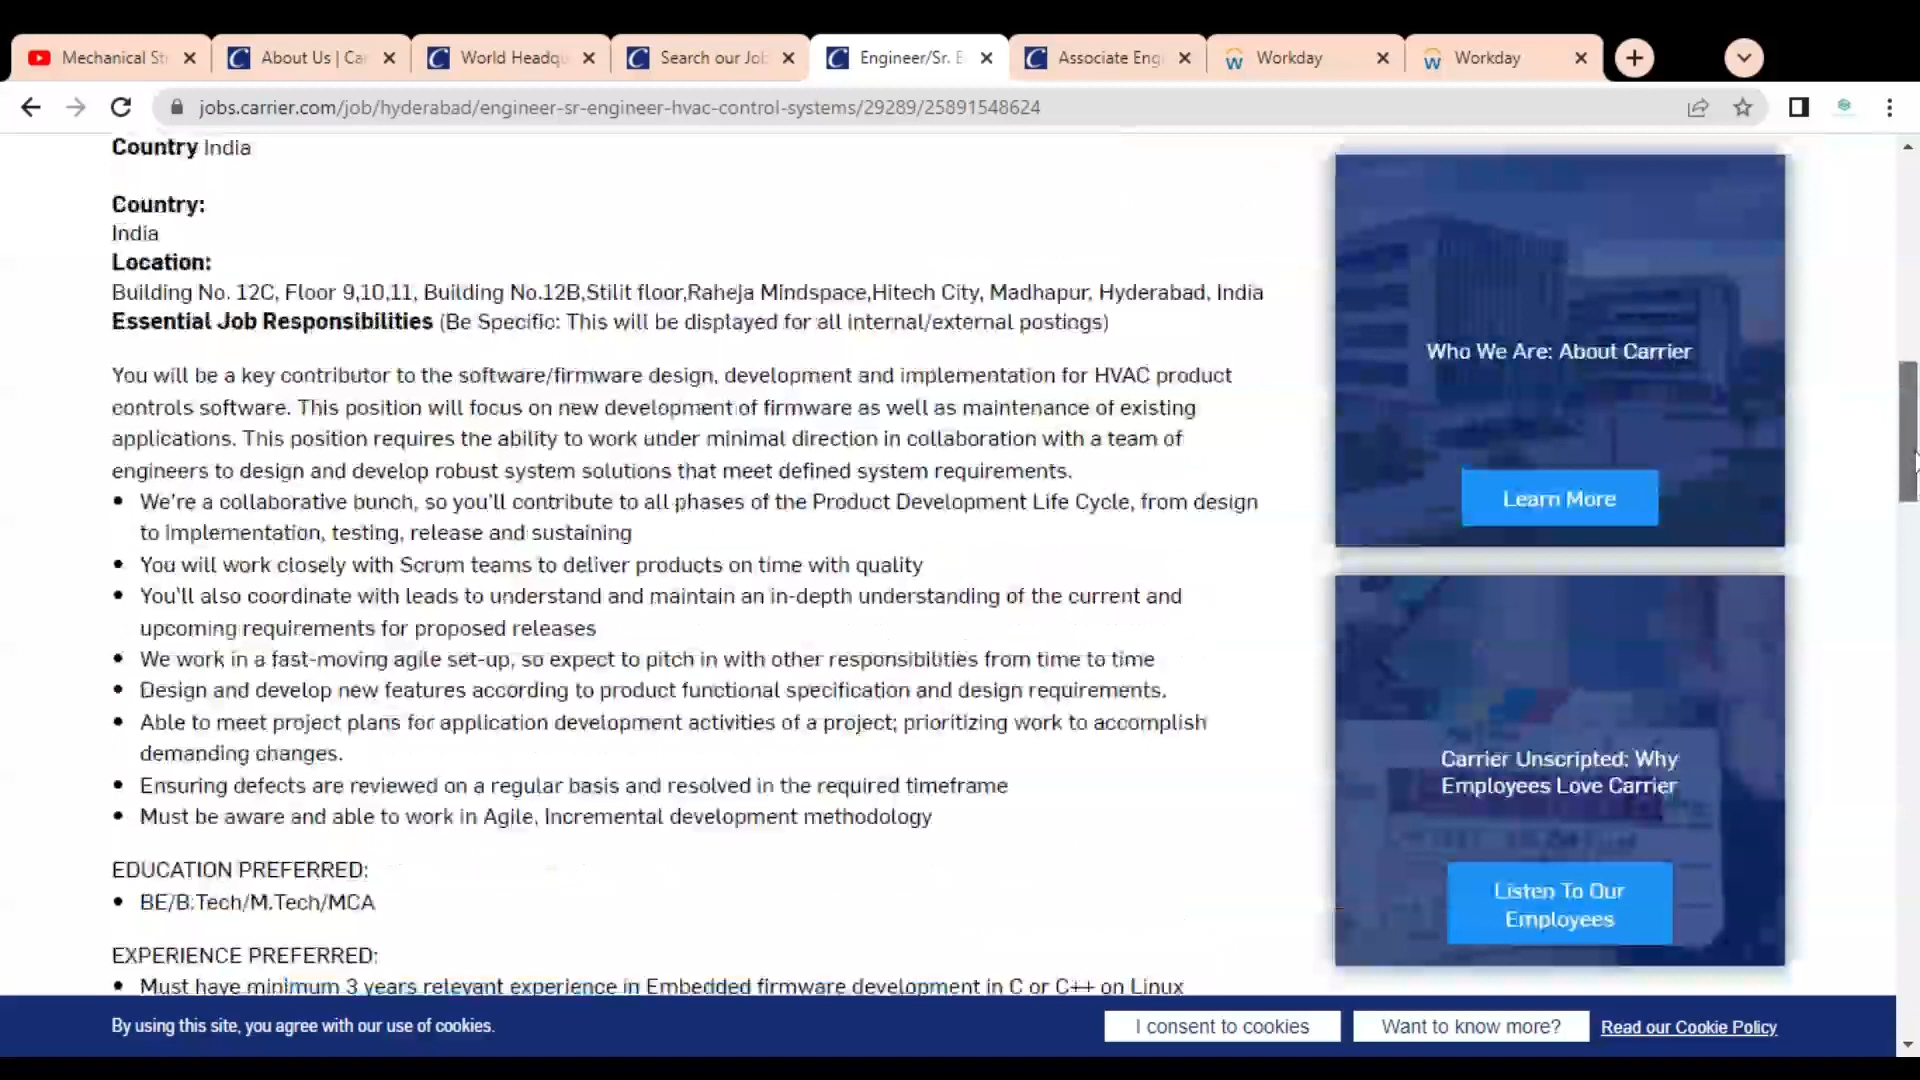 Mechanical St
About Us | Ca
World Headqu
Search our Jo
Engineer/Sr. E
Associate Eng
Workday
Workday
jobs.carrier.com/job/hyderabad/engineer-sr-engineer-hvac-control-systems/29289/25891548624
Country India
Country:
India
Location:
Building No. 12C, Floor 9,10,11, Building No.12B,Stilit floor,Raheja Mindspace,Hitech City, Madhapur, Hyderabad, India
Essential Job Responsibilities (Be Specific: This will be displayed for all internal/external postings)
You will be a key contributor to the software/firmware design, development and implementation for HVAC product
controls software. This position will focus on new development of firmware as well as maintenance of existing
applications. This position requires the ability to work under minimal direction in collaboration with a team of
engineers to design and develop robust system solutions that meet defined system requirements.
• We're a collaborative bunch, so you'll contribute to all phases of the Product Development Life Cycle, from design
to implementation, testing, release and sustaining
• You will work closely with Scrum teams to deliver products on time with quality
• You'll also coordinate with leads to understand and maintain an in-depth understanding of the current and
upcoming requirements for proposed releases
• We work in a fast-moving agile set-up, so expect to pitch in with other responsibilities from time to time
• Design and develop new features according to product functional specification and design requirements.
• Able to meet project plans for application development activities of a project; prioritizing work to accomplish
demanding changes.
• Ensuring defects are reviewed on a regular basis and resolved in the required timeframe
• Must be aware and able to work in Agile, Incremental development methodology
EDUCATION PREFERRED:
• BE/B.Tech/M.Tech/MCA
EXPERIENCE PREFERRED:
• Must have minimum 3 years relevant experience in Embedded firmware development in C or C++ on Linux
Who We Are: About Carrier
Learn More
Carrier Unscripted: Why
Employees Love Carrier
Listen To Our
Employees
By using this site, you agree with our use of cookies.
I consent to cookies
Want to know more?
Read our Cookie Policy